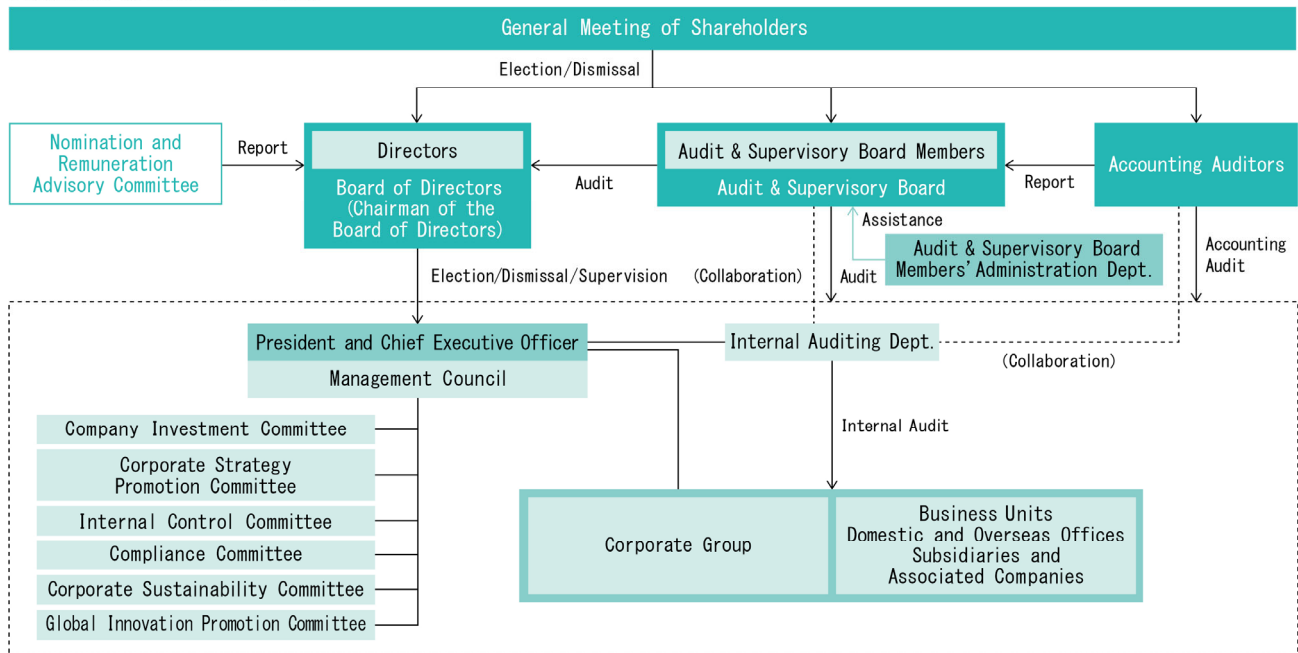 General Meeting of Shareholders
Election/Dismissal
Nomination and
Remuneration
Advisory Committee
Report
Directors
Board of Directors
(Chairman of the
Board of Directors)
Audit
Audit & Supervisory Board Members
Audit & Supervisory Board
Report
Accounting Auditors
Assistance
Audit & Supervisory Board
Members' Administration Dept.
Accounting
Audit
Election/Dismissal/Supervision
(Collaboration)
Audit
President and Chief Executive Officer
Management Council
Internal Auditing Dept.
(Collaboration)
Company Investment Committee
Corporate Strategy
Promotion Committee
Internal Control Committee
Compliance Committee
Corporate Sustainability Committee
Global Innovation Promotion Committee
Internal Audit
Corporate Group
Business Units
Domestic and Overseas Offices
Subsidiaries and
Associated Companies